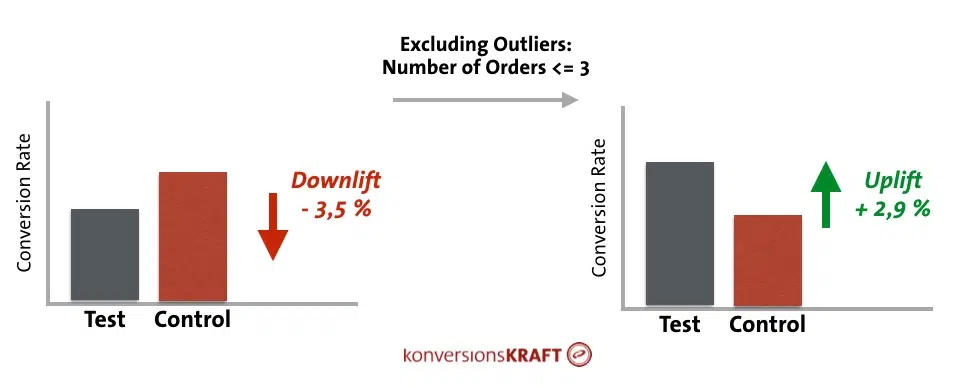 Excluding Outliers:
Number of Orders <= 3
Conversion Rate
Downlift
- 3,5 %
Test Control
Conversion Rate
Uplift
+ 2,9 %
Test Control
konversionsKRAFT